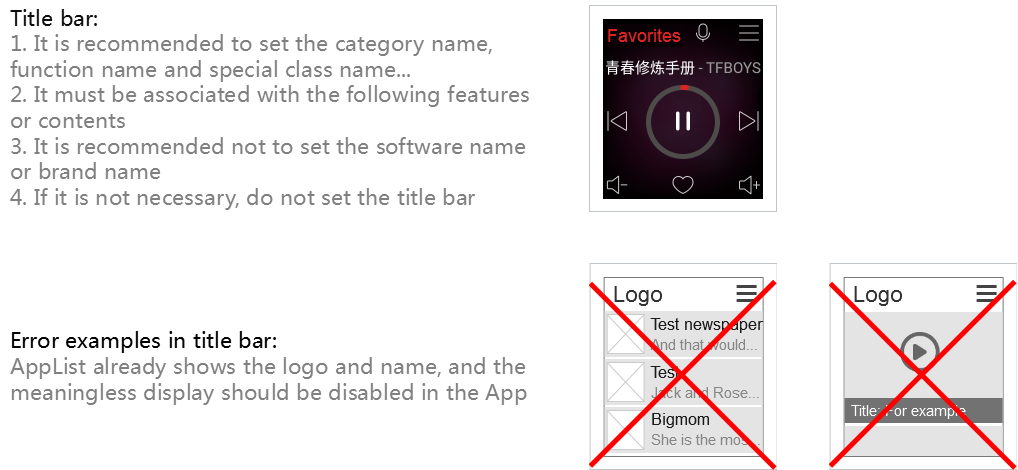 Title bar:
1. It is recommended to set the category name,
function name and special class name...
2. It must be associated with the following features
or contents
3. It is recommended not to set the software name
or brand name
4. If it is not necessary, do not set the title bar
Favorites
青春修炼手册 - TFBOYS
Error examples in title bar:
AppList already shows the logo and name, and the
meaningless display should be disabled in the App
Logo
Test newspaper
And that would...
Test
Jack and Rose...
Bigmom
She is the mos...
Logo
Title: For example